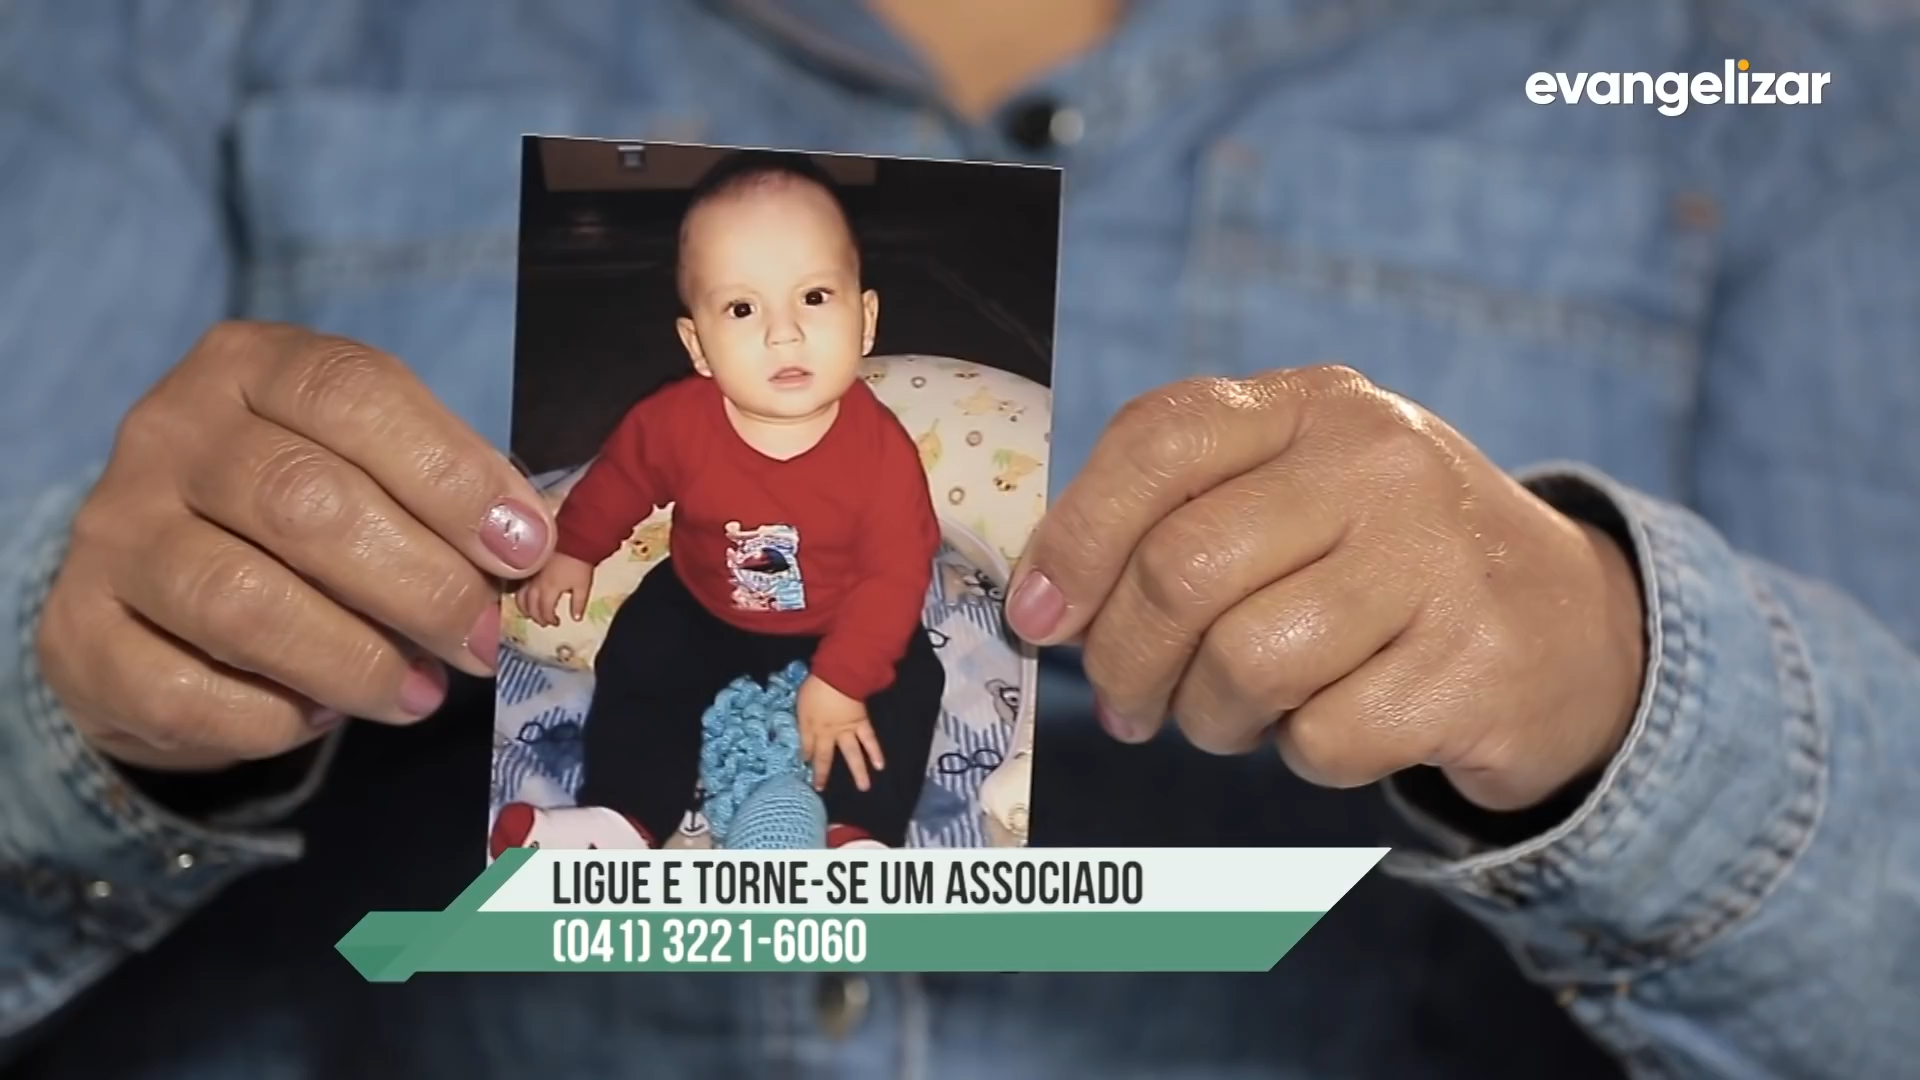 evangelizar
LIGUE E TORNE-SE UM ASSOCIADO
(041) 3221-6060